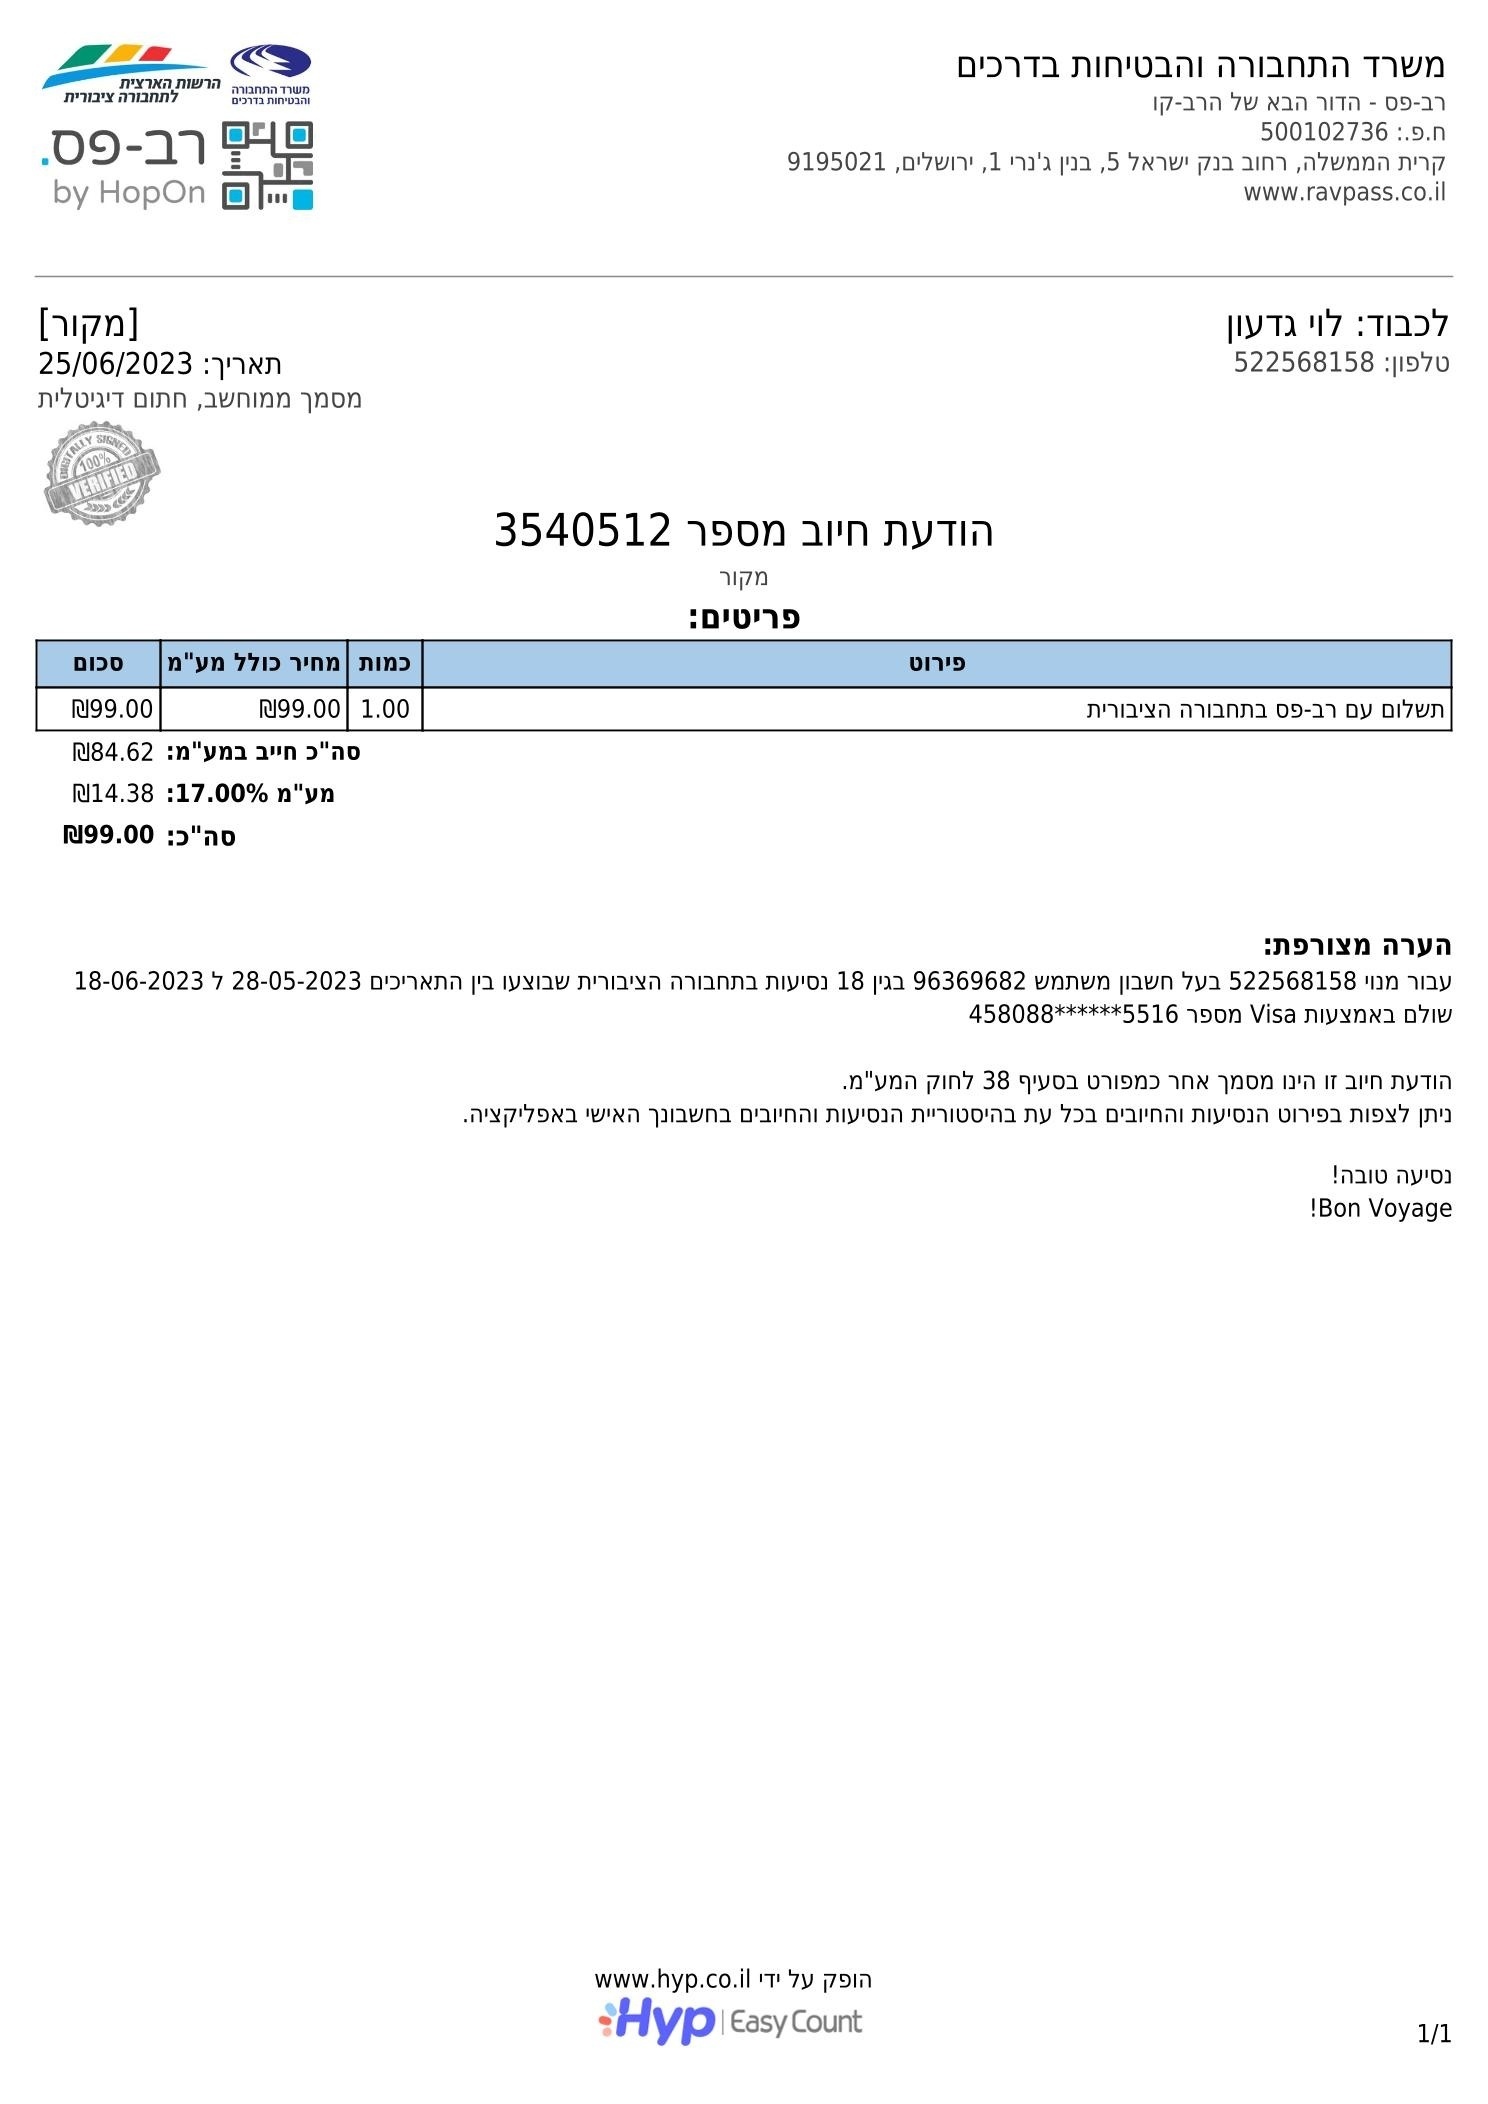 משרד התחבורה והבטיחות בדרכים
רב-פס - הדור הבא של הרב-קו
ח.פ.: 500102736
קרית הממשלה, רחוב בנק ישראל 5, בנין ג'נרי 1, ירושלים, 9195021
www.ravpass.co.il
משרד התחבורה
והבטיחות בדרכים
הרשות הארצית
לתחבורה ציבורית
רב-פס.
by HopOn
לכבוד: לוי גדעון
טלפון: 522568158
[מקור]
תאריך: 25/06/2023
מסמך ממוחשב, חתום דיגיטלית
DIGITALLY SIGNED
100%
VERIFIED
הודעת חיוב מספר 3540512
מקור
פריטים:
פירוט כמות מחיר כולל מע"מ סכום
תשלום עם רב-פס בתחבורה הציבורית 1.00 ₪99.00 ₪99.00
סה"כ חייב במע"מ: ₪84.62
מע"מ 17.00%: ₪14.38
סה"כ: ₪99.00
הערה מצורפת:
עבור מנוי 522568158 בעל חשבון משתמש 96369682 בגין 18 נסיעות בתחבורה הציבורית שבוצעו בין התאריכים 28-05-2023 ל 18-06-2023
שולם באמצעות Visa מספר 458088******5516
הודעת חיוב זו הינו מסמך אחר כמפורט בסעיף 38 לחוק המע"מ.
ניתן לצפות בפירוט הנסיעות והחיובים בכל עת בהיסטוריית הנסיעות והחיובים בחשבונך האישי באפליקציה.
נסיעה טובה!
Bon Voyage!
הופק על ידי www.hyp.co.il
Hyp | Easy Count
1/1